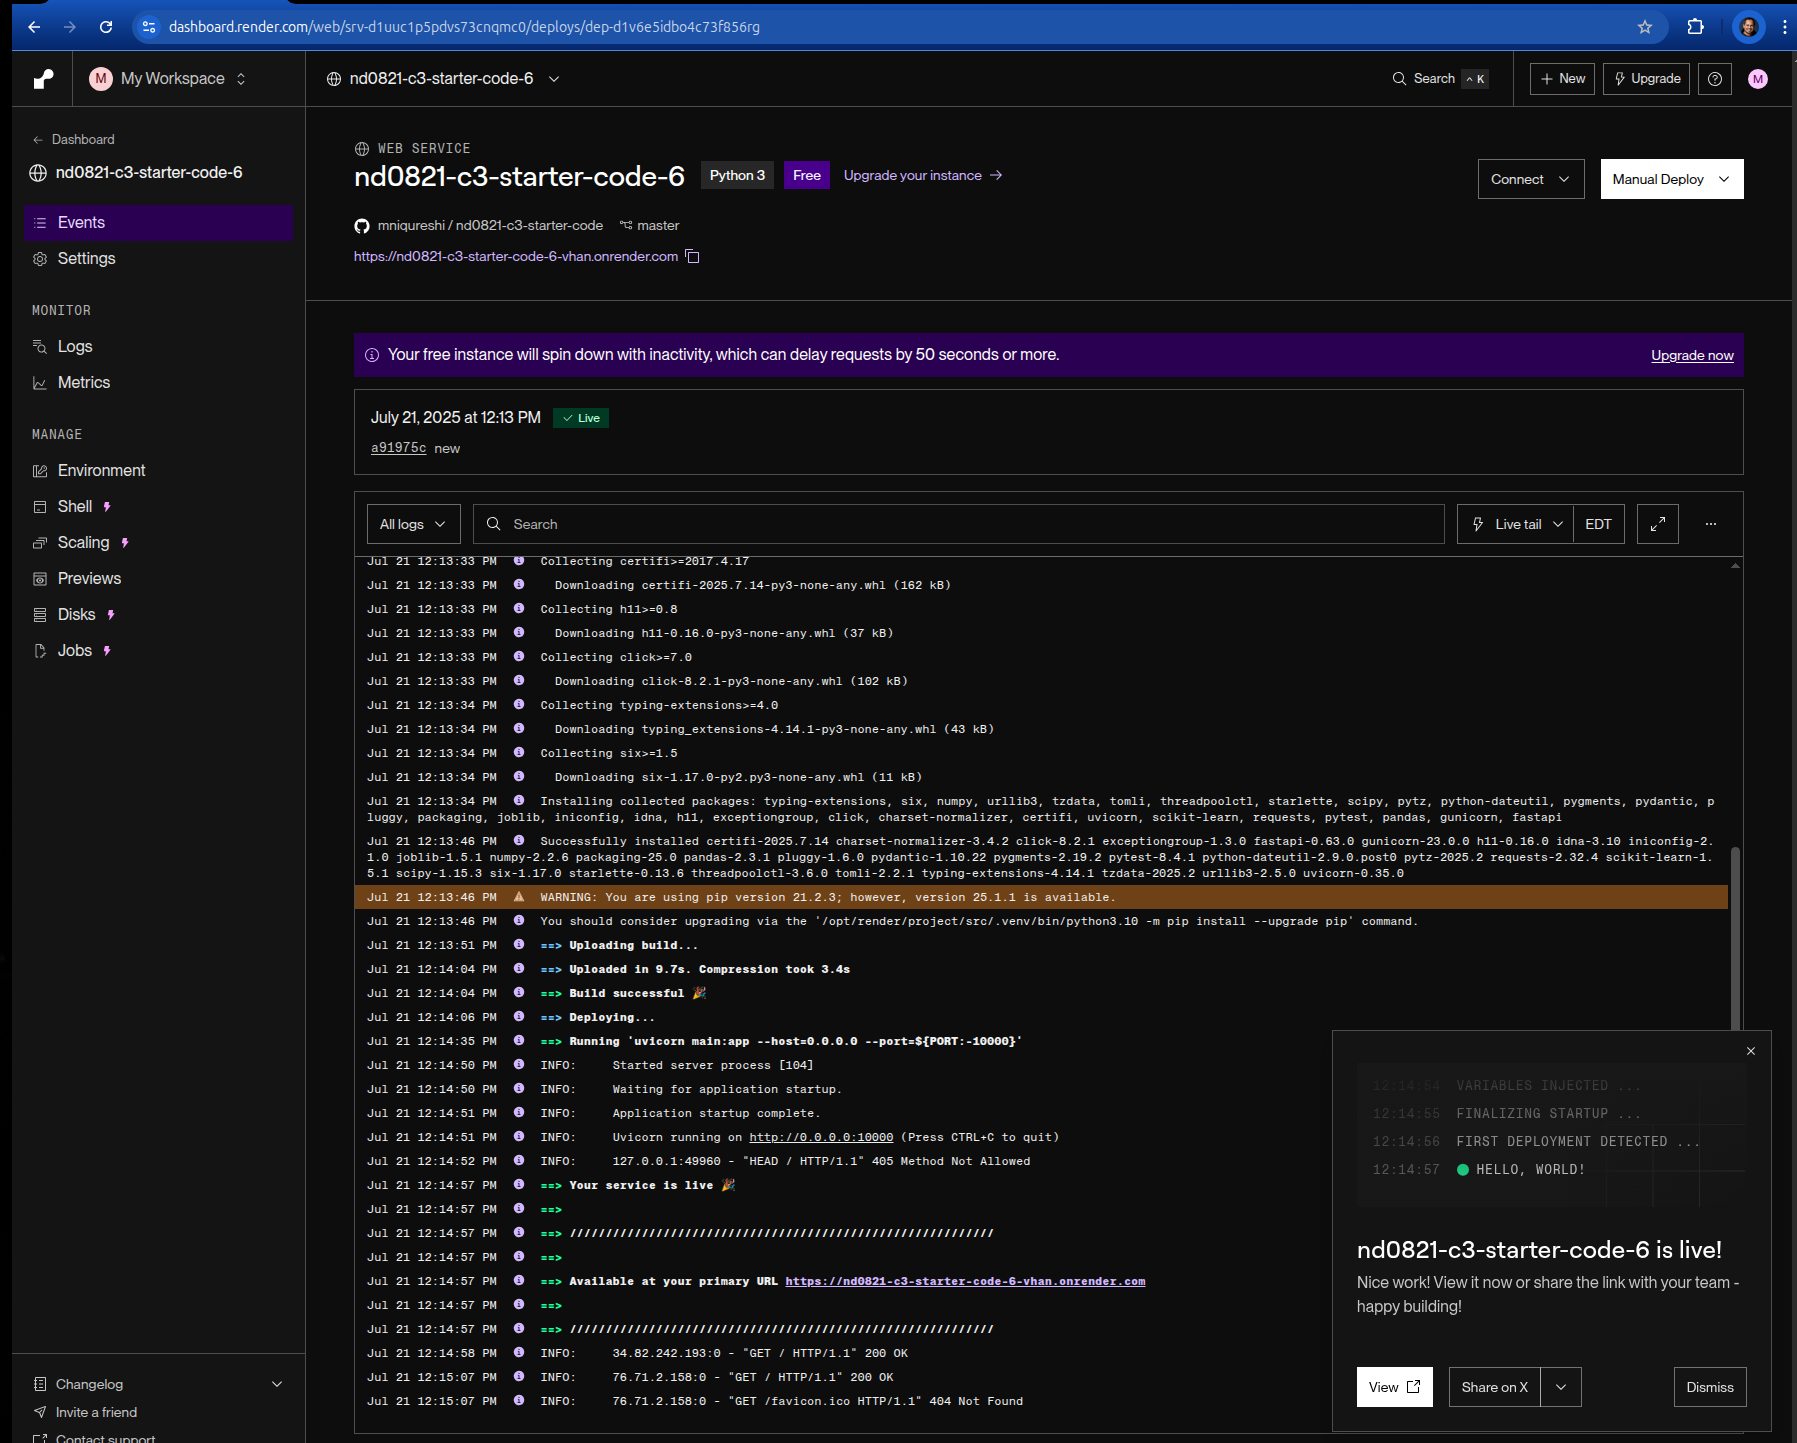 dashboard.render.com/web/srv-d1uuc1p5pdvs73cnqmc0/deploys/dep-d1v6e5idbo4c73f856rg
M My Workspace
nd0821-c3-starter-code-6
Search ^ K
+ New
Upgrade
M
Dashboard
nd0821-c3-starter-code-6
Events
Settings
MONITOR
Logs
Metrics
MANAGE
Environment
Shell
Scaling
Previews
Disks
Jobs
Changelog
Invite a friend
Contact support
WEB SERVICE
nd0821-c3-starter-code-6 Python 3 Free Upgrade your instance →
Connect
Manual Deploy
mniqureshi / nd0821-c3-starter-code master
https://nd0821-c3-starter-code-6-vhan.onrender.com
Your free instance will spin down with inactivity, which can delay requests by 50 seconds or more. Upgrade now
July 21, 2025 at 12:13 PM ✓ Live
a91975c new
All logs Search Live tail EDT ...
Jul 21 12:13:33 PM Collecting certifi>=2017.4.17
Jul 21 12:13:33 PM Downloading certifi-2025.7.14-py3-none-any.whl (162 kB)
Jul 21 12:13:33 PM Collecting h11>=0.8
Jul 21 12:13:33 PM Downloading h11-0.16.0-py3-none-any.whl (37 kB)
Jul 21 12:13:33 PM Collecting click>=7.0
Jul 21 12:13:33 PM Downloading click-8.2.1-py3-none-any.whl (102 kB)
Jul 21 12:13:34 PM Collecting typing-extensions>=4.0
Jul 21 12:13:34 PM Downloading typing_extensions-4.14.1-py3-none-any.whl (43 kB)
Jul 21 12:13:34 PM Collecting six>=1.5
Jul 21 12:13:34 PM Downloading six-1.17.0-py2.py3-none-any.whl (11 kB)
Jul 21 12:13:34 PM Installing collected packages: typing-extensions, six, numpy, urllib3, tzdata, tomli, threadpoolctl, starlette, scipy, pytz, python-dateutil, pygments, pydantic, p
luggy, packaging, joblib, iniconfig, idna, h11, exceptiongroup, click, charset-normalizer, certifi, uvicorn, scikit-learn, requests, pytest, pandas, gunicorn, fastapi
Jul 21 12:13:46 PM Successfully installed certifi-2025.7.14 charset-normalizer-3.4.2 click-8.2.1 exceptiongroup-1.3.0 fastapi-0.63.0 gunicorn-23.0.0 h11-0.16.0 idna-3.10 iniconfig-2.
1.0 joblib-1.5.1 numpy-2.2.6 packaging-25.0 pandas-2.3.1 pluggy-1.6.0 pydantic-1.10.22 pygments-2.19.2 pytest-8.4.1 python-dateutil-2.9.0.post0 pytz-2025.2 requests-2.32.4 scikit-learn-1.
5.1 scipy-1.15.3 six-1.17.0 starlette-0.13.6 threadpoolctl-3.6.0 tomli-2.2.1 typing-extensions-4.14.1 tzdata-2025.2 urllib3-2.5.0 uvicorn-0.35.0
Jul 21 12:13:46 PM WARNING: You are using pip version 21.2.3; however, version 25.1.1 is available.
Jul 21 12:13:46 PM You should consider upgrading via the '/opt/render/project/src/.venv/bin/python3.10 -m pip install --upgrade pip' command.
Jul 21 12:13:51 PM ==> Uploading build...
Jul 21 12:14:04 PM ==> Uploaded in 9.7s. Compression took 3.4s
Jul 21 12:14:04 PM ==> Build successful 🎉
Jul 21 12:14:06 PM ==> Deploying...
Jul 21 12:14:35 PM ==> Running 'uvicorn main:app --host=0.0.0.0 --port=${PORT:-10000}'
Jul 21 12:14:50 PM INFO: Started server process [104]
Jul 21 12:14:50 PM INFO: Waiting for application startup.
Jul 21 12:14:51 PM INFO: Application startup complete.
Jul 21 12:14:51 PM INFO: Uvicorn running on http://0.0.0.0:10000 (Press CTRL+C to quit)
Jul 21 12:14:52 PM INFO: 127.0.0.1:49960 - "HEAD / HTTP/1.1" 405 Method Not Allowed
Jul 21 12:14:57 PM ==> Your service is live 🎉
Jul 21 12:14:57 PM ==>
Jul 21 12:14:57 PM ==> ///////////////////////////////////////////////////////////
Jul 21 12:14:57 PM ==>
Jul 21 12:14:57 PM ==> Available at your primary URL https://nd0821-c3-starter-code-6-vhan.onrender.com
Jul 21 12:14:57 PM ==>
Jul 21 12:14:57 PM ==> ///////////////////////////////////////////////////////////
Jul 21 12:14:58 PM INFO: 34.82.242.193:0 - "GET / HTTP/1.1" 200 OK
Jul 21 12:15:07 PM INFO: 76.71.2.158:0 - "GET / HTTP/1.1" 200 OK
Jul 21 12:15:07 PM INFO: 76.71.2.158:0 - "GET /favicon.ico HTTP/1.1" 404 Not Found
12:14:54 VARIABLES INJECTED ...
12:14:55 FINALIZING STARTUP ...
12:14:56 FIRST DEPLOYMENT DETECTED ...
12:14:57 HELLO, WORLD!
nd0821-c3-starter-code-6 is live!
Nice work! View it now or share the link with your team -
happy building!
View
Share on X
Dismiss